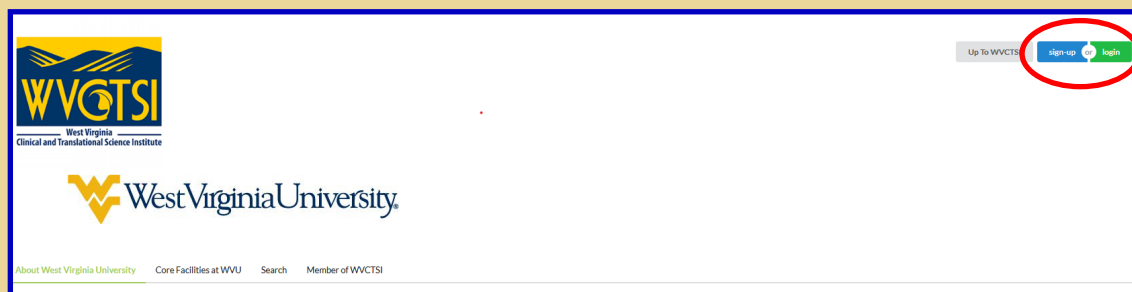 Up To WVCTS
sign-up or login
WVCTSI
West Virginia
Clinical and Translational Science Institute
WestVirginiaUniversity®
About West Virginia University Core Facilities at WVU Search Member of WVCTSI